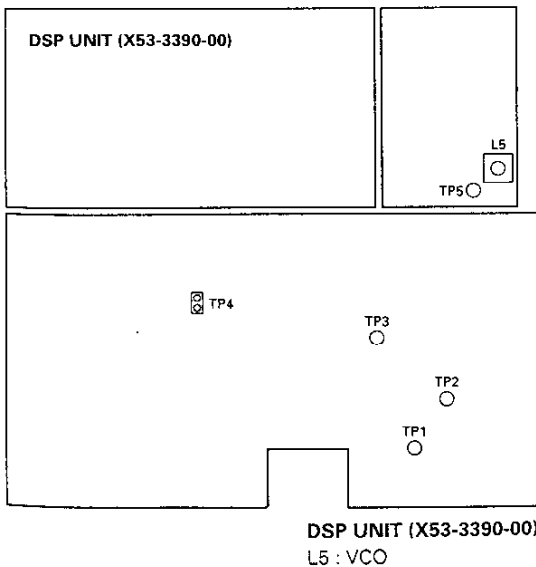 DSP UNIT (X53-3390-00)
L5
TP5
TP4
TP3
TP2
TP1
DSP UNIT (X53-3390-00)
L5 : VCO